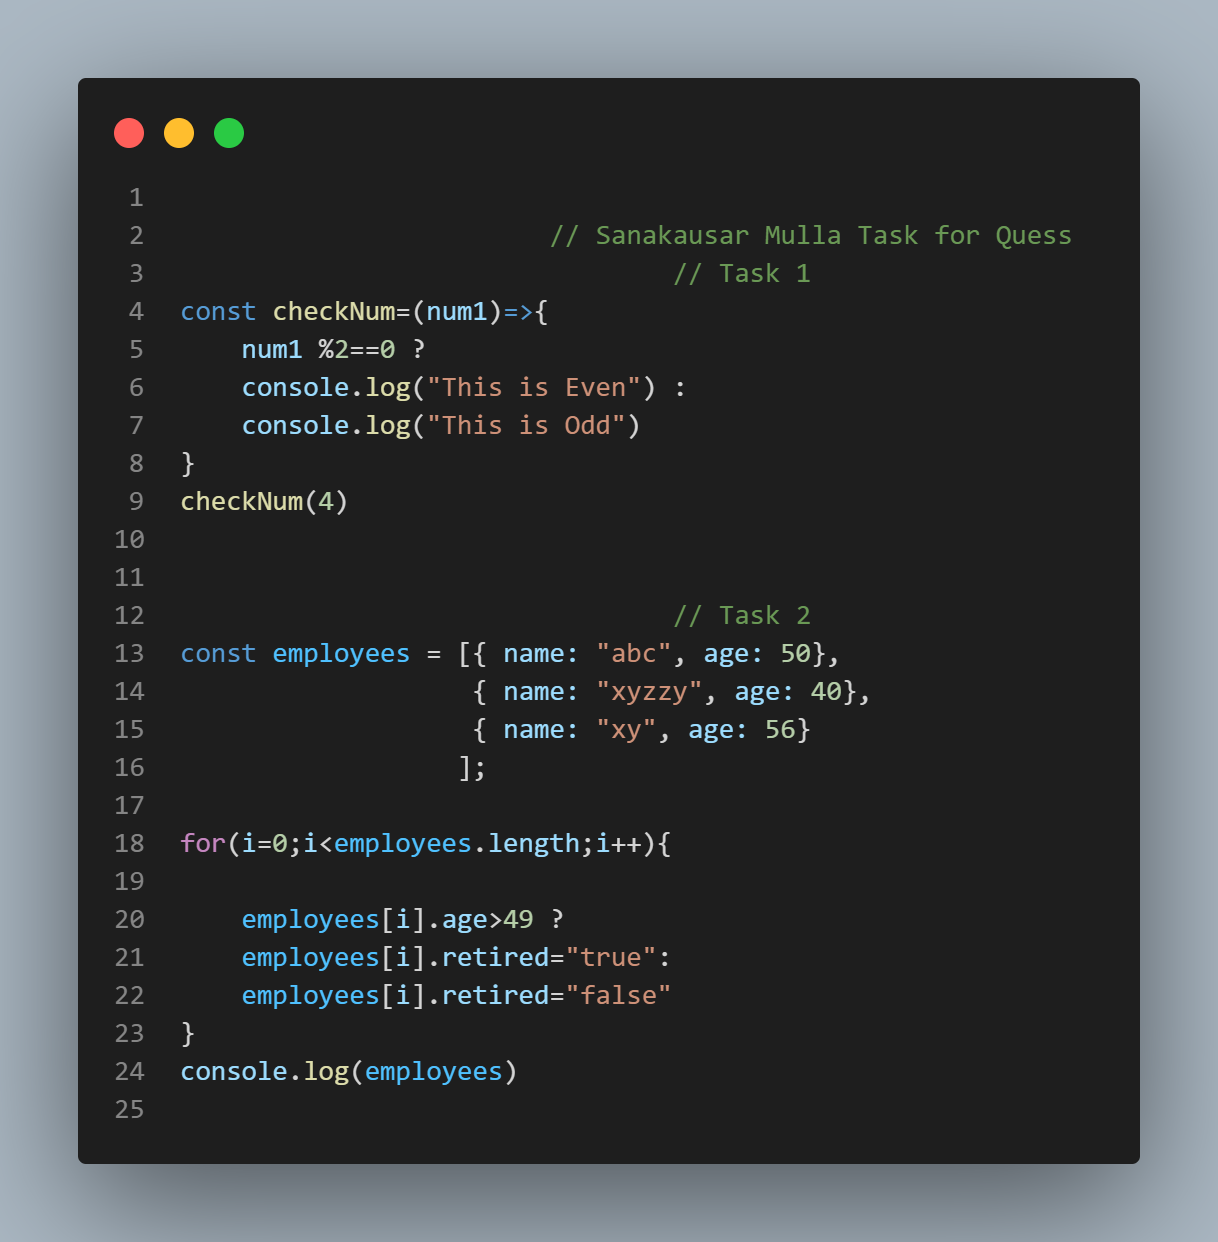 1
2                         // Sanakausar Mulla Task for Quess
3                                 // Task 1
4 const checkNum=(num1)=>{
5     num1 %2==0 ?
6     console.log("This is Even") :
7     console.log("This is Odd")
8 }
9 checkNum(4)
10
11
12                                 // Task 2
13 const employees = [{ name: "abc", age: 50},
14                    { name: "xyzzy", age: 40},
15                    { name: "xy", age: 56}
16                   ];
17
18 for(i=0;i<employees.length;i++){
19
20     employees[i].age>49 ?
21     employees[i].retired="true":
22     employees[i].retired="false"
23 }
24 console.log(employees)
25